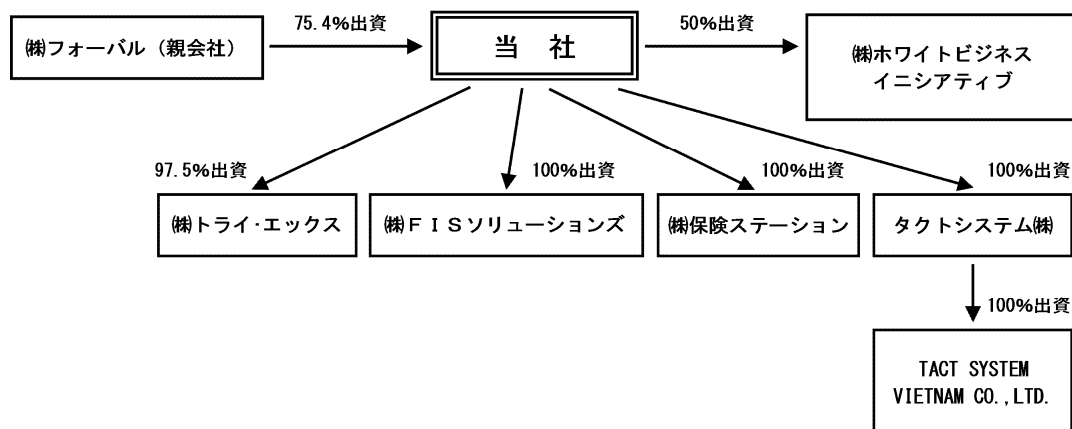 75.4%出資
50%出資
㈱フォーバル（親会社）
当　社
㈱ホワイトビジネス
イニシアティブ
97.5%出資
100%出資
100%出資
100%出資
㈱トライ・エックス
㈱ＦＩＳソリューションズ
㈱保険ステーション
タクトシステム㈱
100%出資
TACT SYSTEM
VIETNAM CO.,LTD.